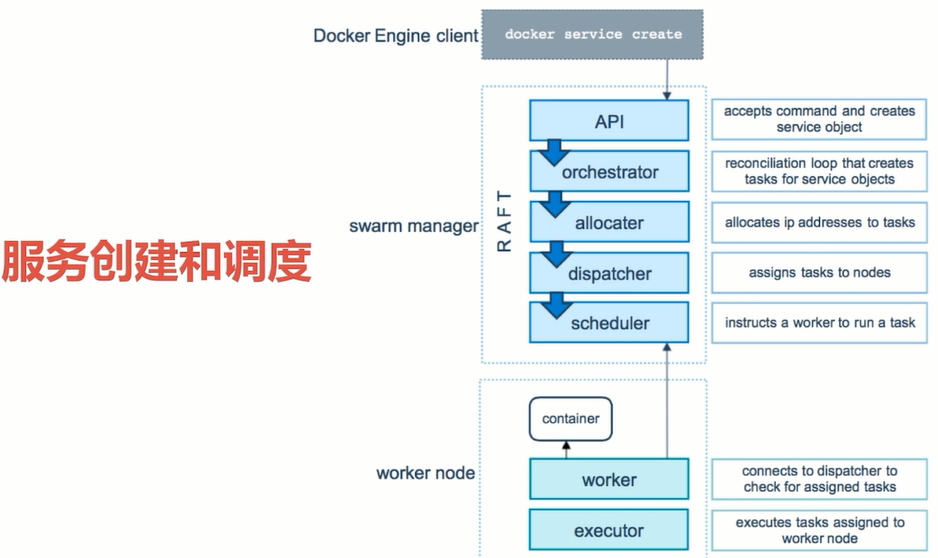 Docker Engine client
docker service create
服务创建和调度
swarm manager
RAFT
API
accepts command and creates
service object
orchestrator
reconciliation loop that creates
tasks for service objects
allocater
allocates ip addresses to tasks
dispatcher
assigns tasks to nodes
scheduler
instructs a worker to run a task
worker node
container
worker
connects to dispatcher to
check for assigned tasks
executor
executes tasks assigned to
worker node